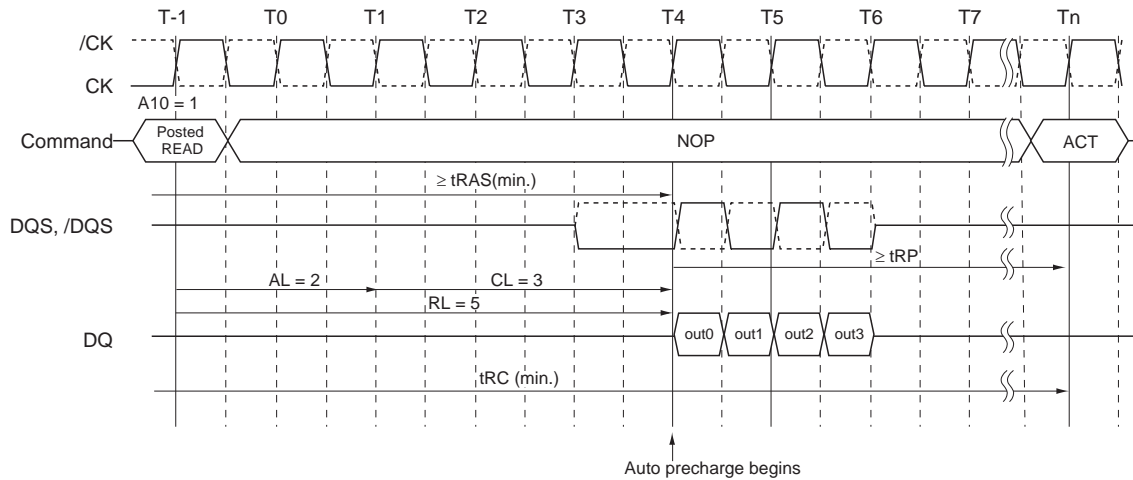 T-1 T0 T1 T2 T3 T4 T5 T6 T7 Tn
/CK
CK
A10 = 1
Command
Posted
READ
NOP
ACT
≥ tRAS(min.)
DQS, /DQS
≥ tRP
AL = 2
CL = 3
RL = 5
DQ
out0 out1 out2 out3
tRC (min.)
Auto precharge begins